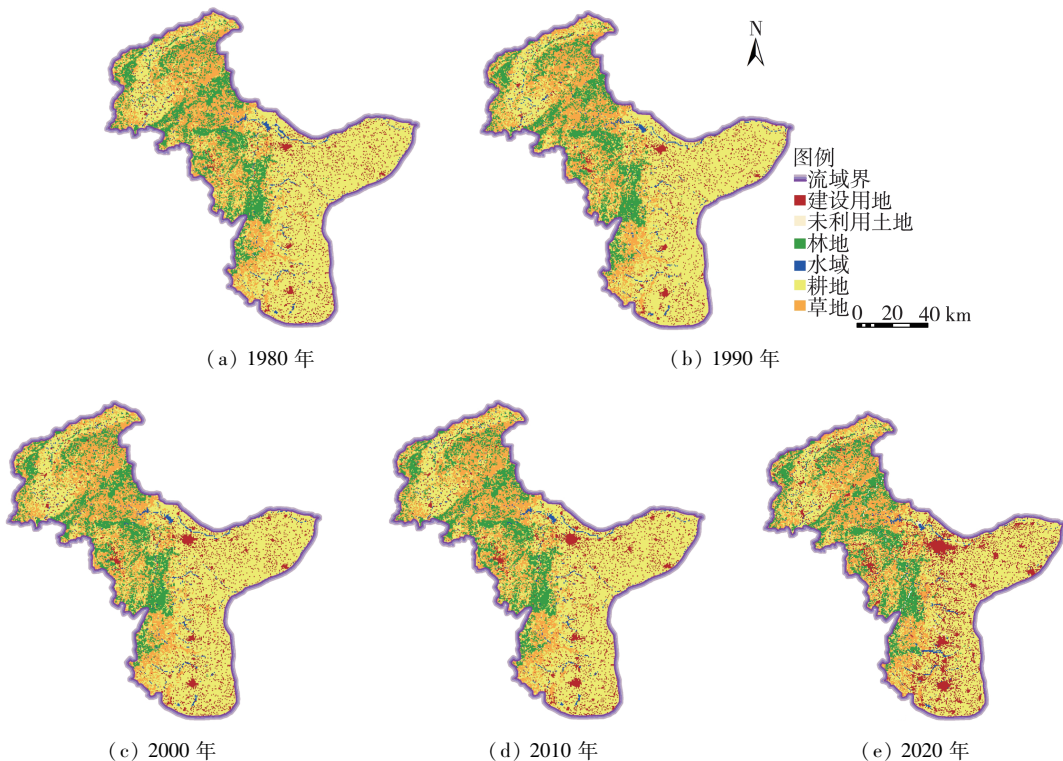 N
图例
流域界
建设用地
未利用土地
林地
水域
耕地
草地
0 20 40 km
(a) 1980 年
(b) 1990 年
(c) 2000 年
(d) 2010 年
(e) 2020 年